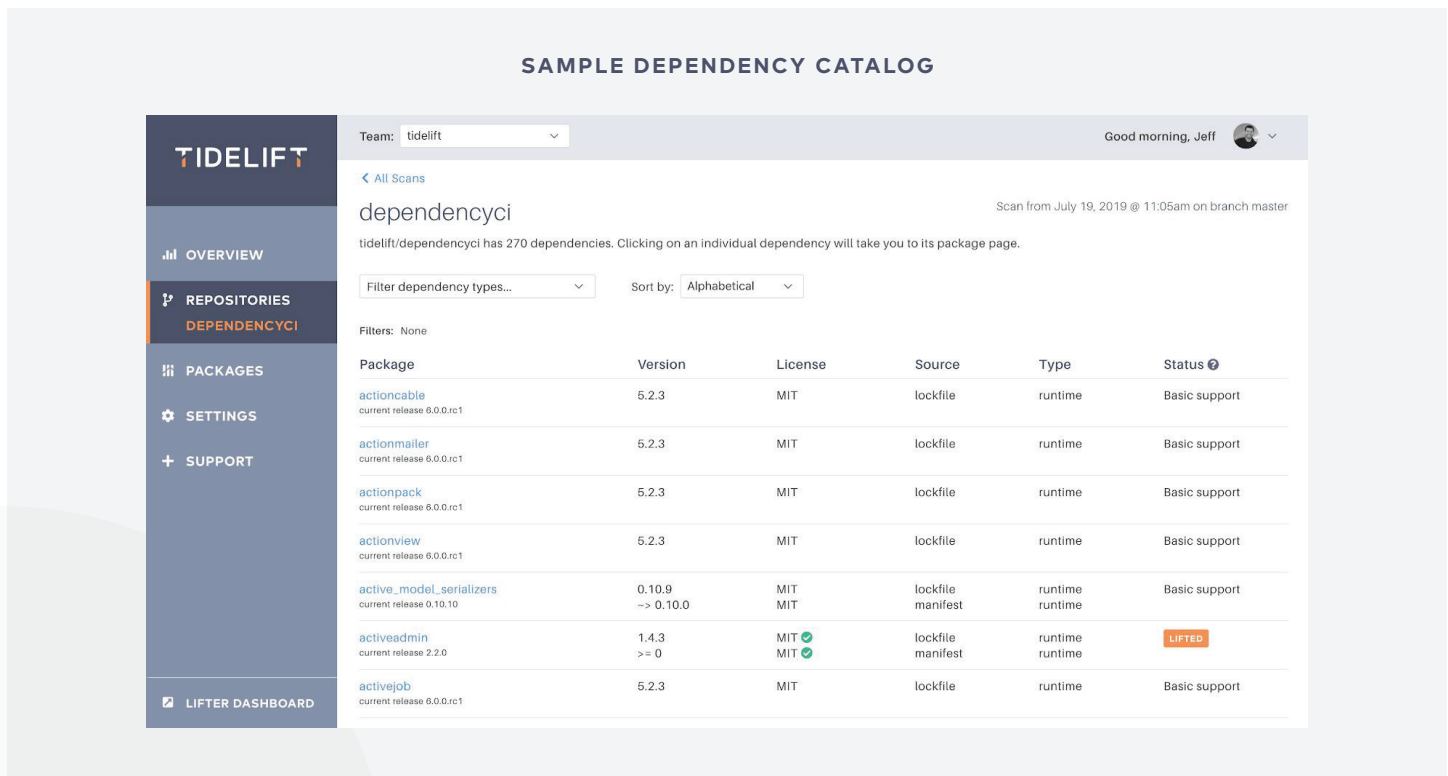 SAMPLE DEPENDENCY CATALOG
TIDELIFT
Team: tidelift
Good morning, Jeff
OVERVIEW
REPOSITORIES
DEPENDENCYCI
PACKAGES
SETTINGS
SUPPORT
LIFTER DASHBOARD
All Scans
dependencyci
Scan from July 19, 2019 @ 11:05am on branch master
tidelift/dependencyci has 270 dependencies. Clicking on an individual dependency will take you to its package page.
Filter dependency types... Sort by: Alphabetical
Filters: None
Package Version License Source Type Status
actioncable 5.2.3 MIT lockfile runtime Basic support
current release 6.0.0.rc1
actionmailer 5.2.3 MIT lockfile runtime Basic support
current release 6.0.0.rc1
actionpack 5.2.3 MIT lockfile runtime Basic support
current release 6.0.0.rc1
actionview 5.2.3 MIT lockfile runtime Basic support
current release 6.0.0.rc1
active_model_serializers 0.10.9 MIT lockfile runtime Basic support
current release 0.10.10 ~> 0.10.0 MIT manifest runtime
activeadmin 1.4.3 MIT lockfile runtime LIFTED
current release 2.2.0 >= 0 MIT manifest runtime
activejob 5.2.3 MIT lockfile runtime Basic support
current release 6.0.0.rc1